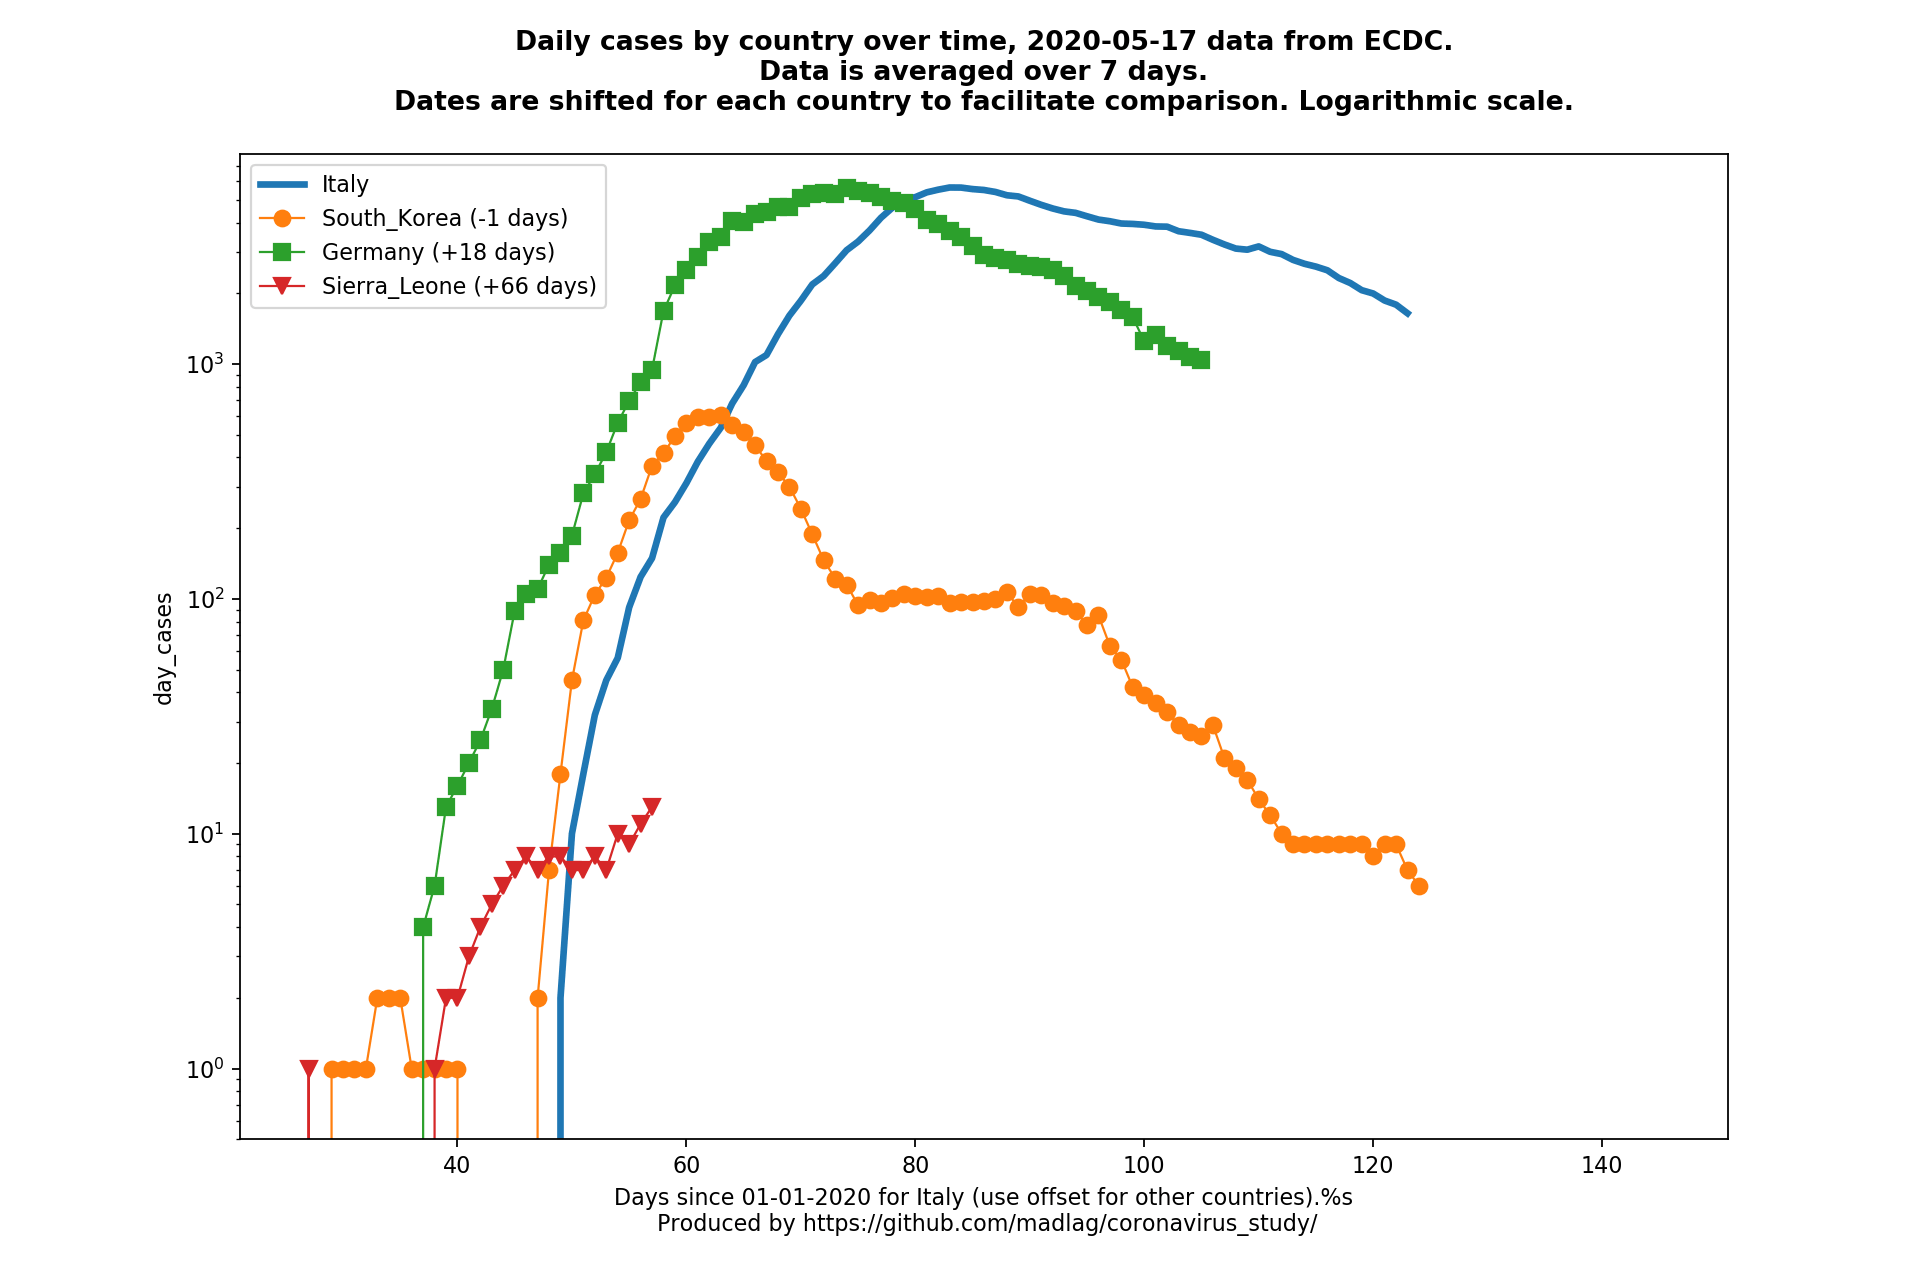 Daily cases by country over time, 2020-05-17 data from ECDC.
Data is averaged over 7 days.
Dates are shifted for each country to facilitate comparison. Logarithmic scale.
Italy
South_Korea (-1 days)
Germany (+18 days)
Sierra_Leone (+66 days)
day_cases
10³
10²
10¹
10⁰
40 60 80 100 120 140
Days since 01-01-2020 for Italy (use offset for other countries).%s
Produced by https://github.com/madlag/coronavirus_study/